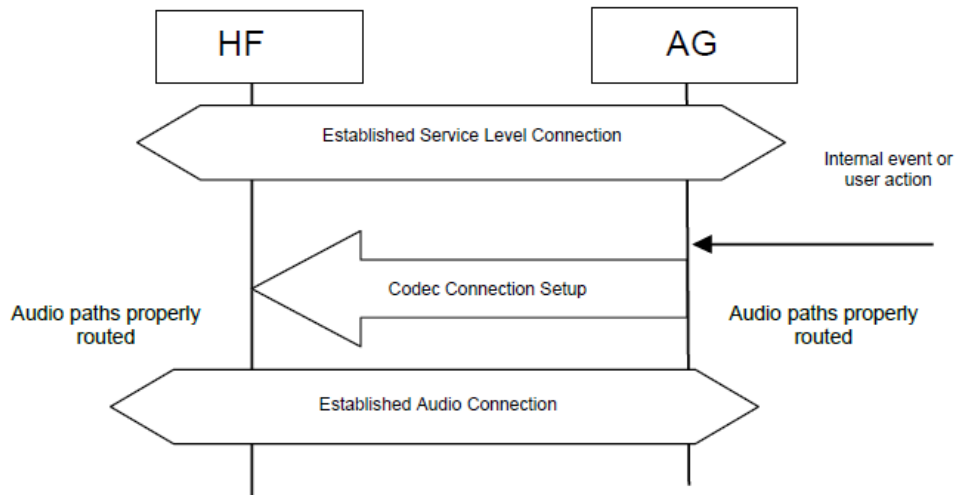 HF
AG
Established Service Level Connection
Internal event or
user action
Codec Connection Setup
Audio paths properly
routed
Audio paths properly
routed
Established Audio Connection